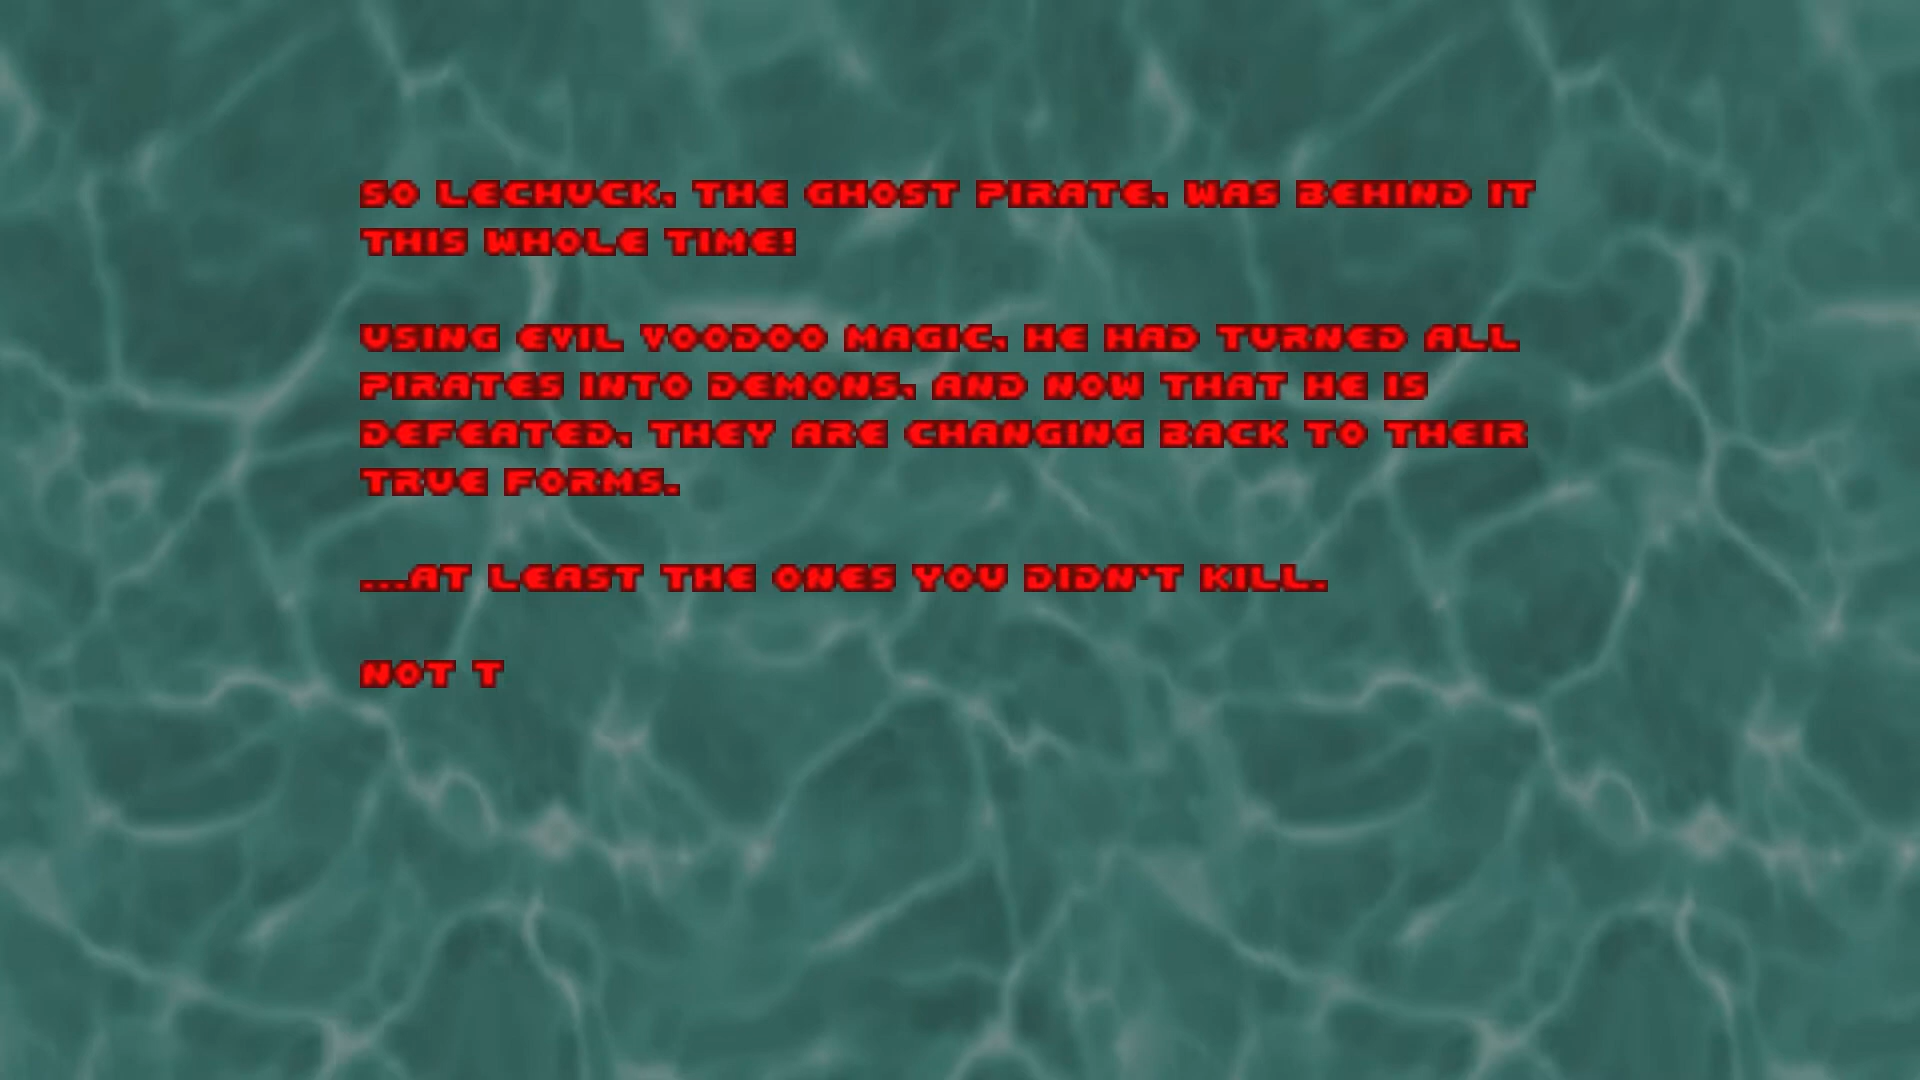 SO LECHUCK, THE GHOST PIRATE, WAS BEHIND IT
THIS WHOLE TIME!
USING EVIL VOODOO MAGIC, HE HAD TURNED ALL
PIRATES INTO DEMONS, AND NOW THAT HE IS
DEFEATED, THEY ARE CHANGING BACK TO THEIR
TRUE FORMS.
...AT LEAST THE ONES YOU DIDN'T KILL.
NOT T